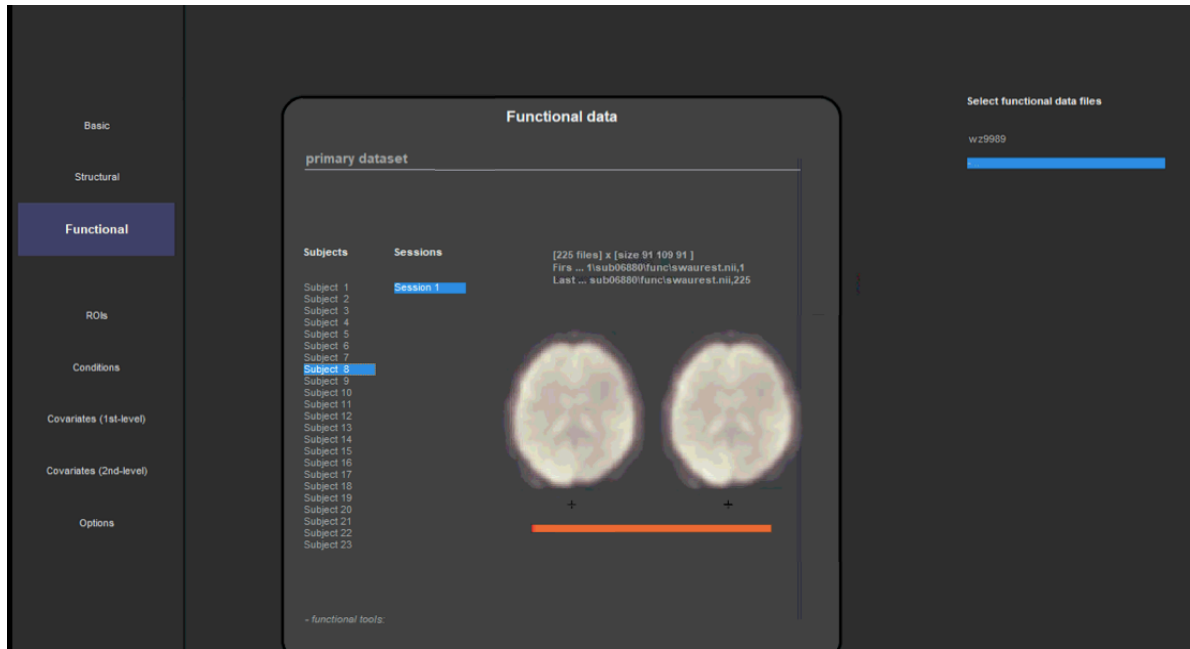 Basic
Structural
Functional
ROIs
Conditions
Covariates (1st-level)
Covariates (2nd-level)
Options
Functional data
primary dataset
Subjects
Sessions
Subject 1
Subject 2
Subject 3
Subject 4
Subject 5
Subject 6
Subject 7
Subject 8
Subject 9
Subject 10
Subject 11
Subject 12
Subject 13
Subject 14
Subject 15
Subject 16
Subject 17
Subject 18
Subject 19
Subject 20
Subject 21
Subject 22
Subject 23
Session 1
[225 files] x [size 91 109 91 ]
Firs ... 1\sub06880\func\swaurest.nii,1
Last ... sub06880\func\swaurest.nii,225
- functional tools:
Select functional data files
wz9989